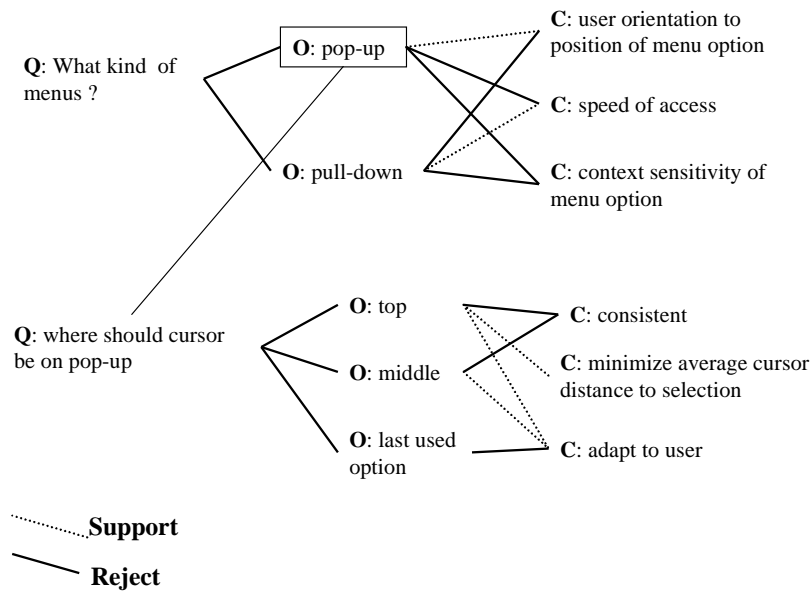 Q: What kind of
menus ?
O: pop-up
O: pull-down
C: user orientation to
position of menu option
C: speed of access
C: context sensitivity of
menu option
Q: where should cursor
be on pop-up
O: top
O: middle
O: last used
option
C: consistent
C: minimize average cursor
distance to selection
C: adapt to user
Support
Reject